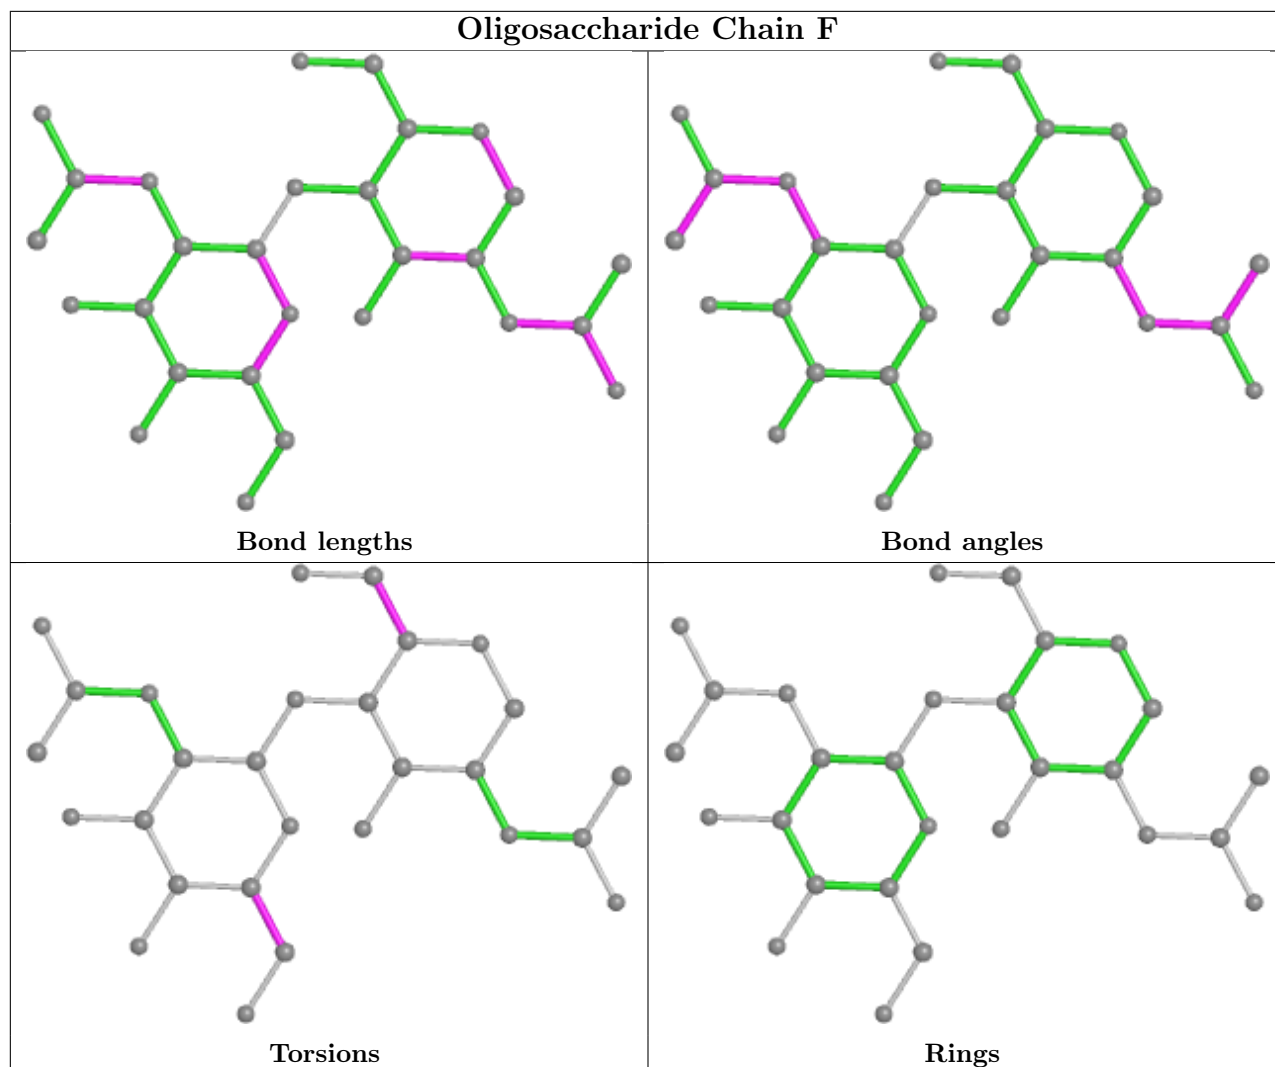 Oligosaccharide Chain F
Bond lengths
Bond angles
Torsions
Rings